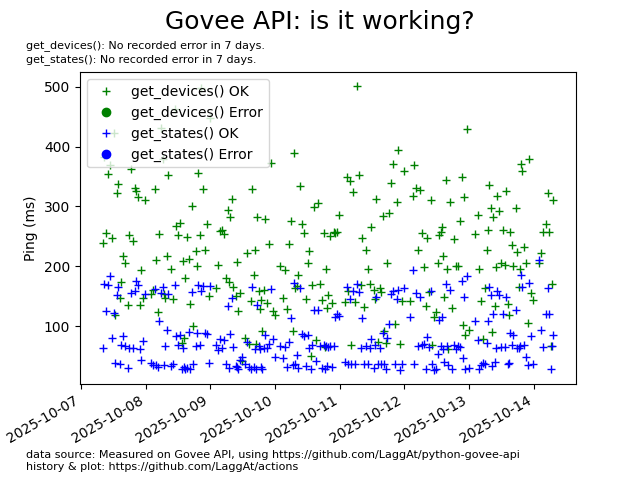 Govee API: is it working?
get_devices(): No recorded error in 7 days.
get_states(): No recorded error in 7 days.
get_devices() OK
get_devices() Error
get_states() OK
get_states() Error
Ping (ms)
500
400
300
200
100
2025-10-07
2025-10-08
2025-10-09
2025-10-10
2025-10-11
2025-10-12
2025-10-13
2025-10-14
data source: Measured on Govee API, using https://github.com/LaggAt/python-govee-api
history & plot: https://github.com/LaggAt/actions